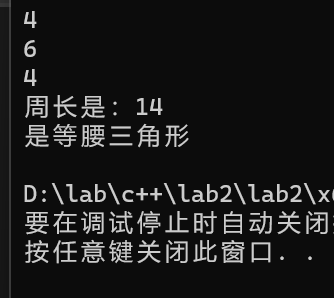 4
6
4
周长是：14
是等腰三角形
D:\lab\c++\lab2\lab2\x
要在调试停止时自动关闭
按任意键关闭此窗口. .